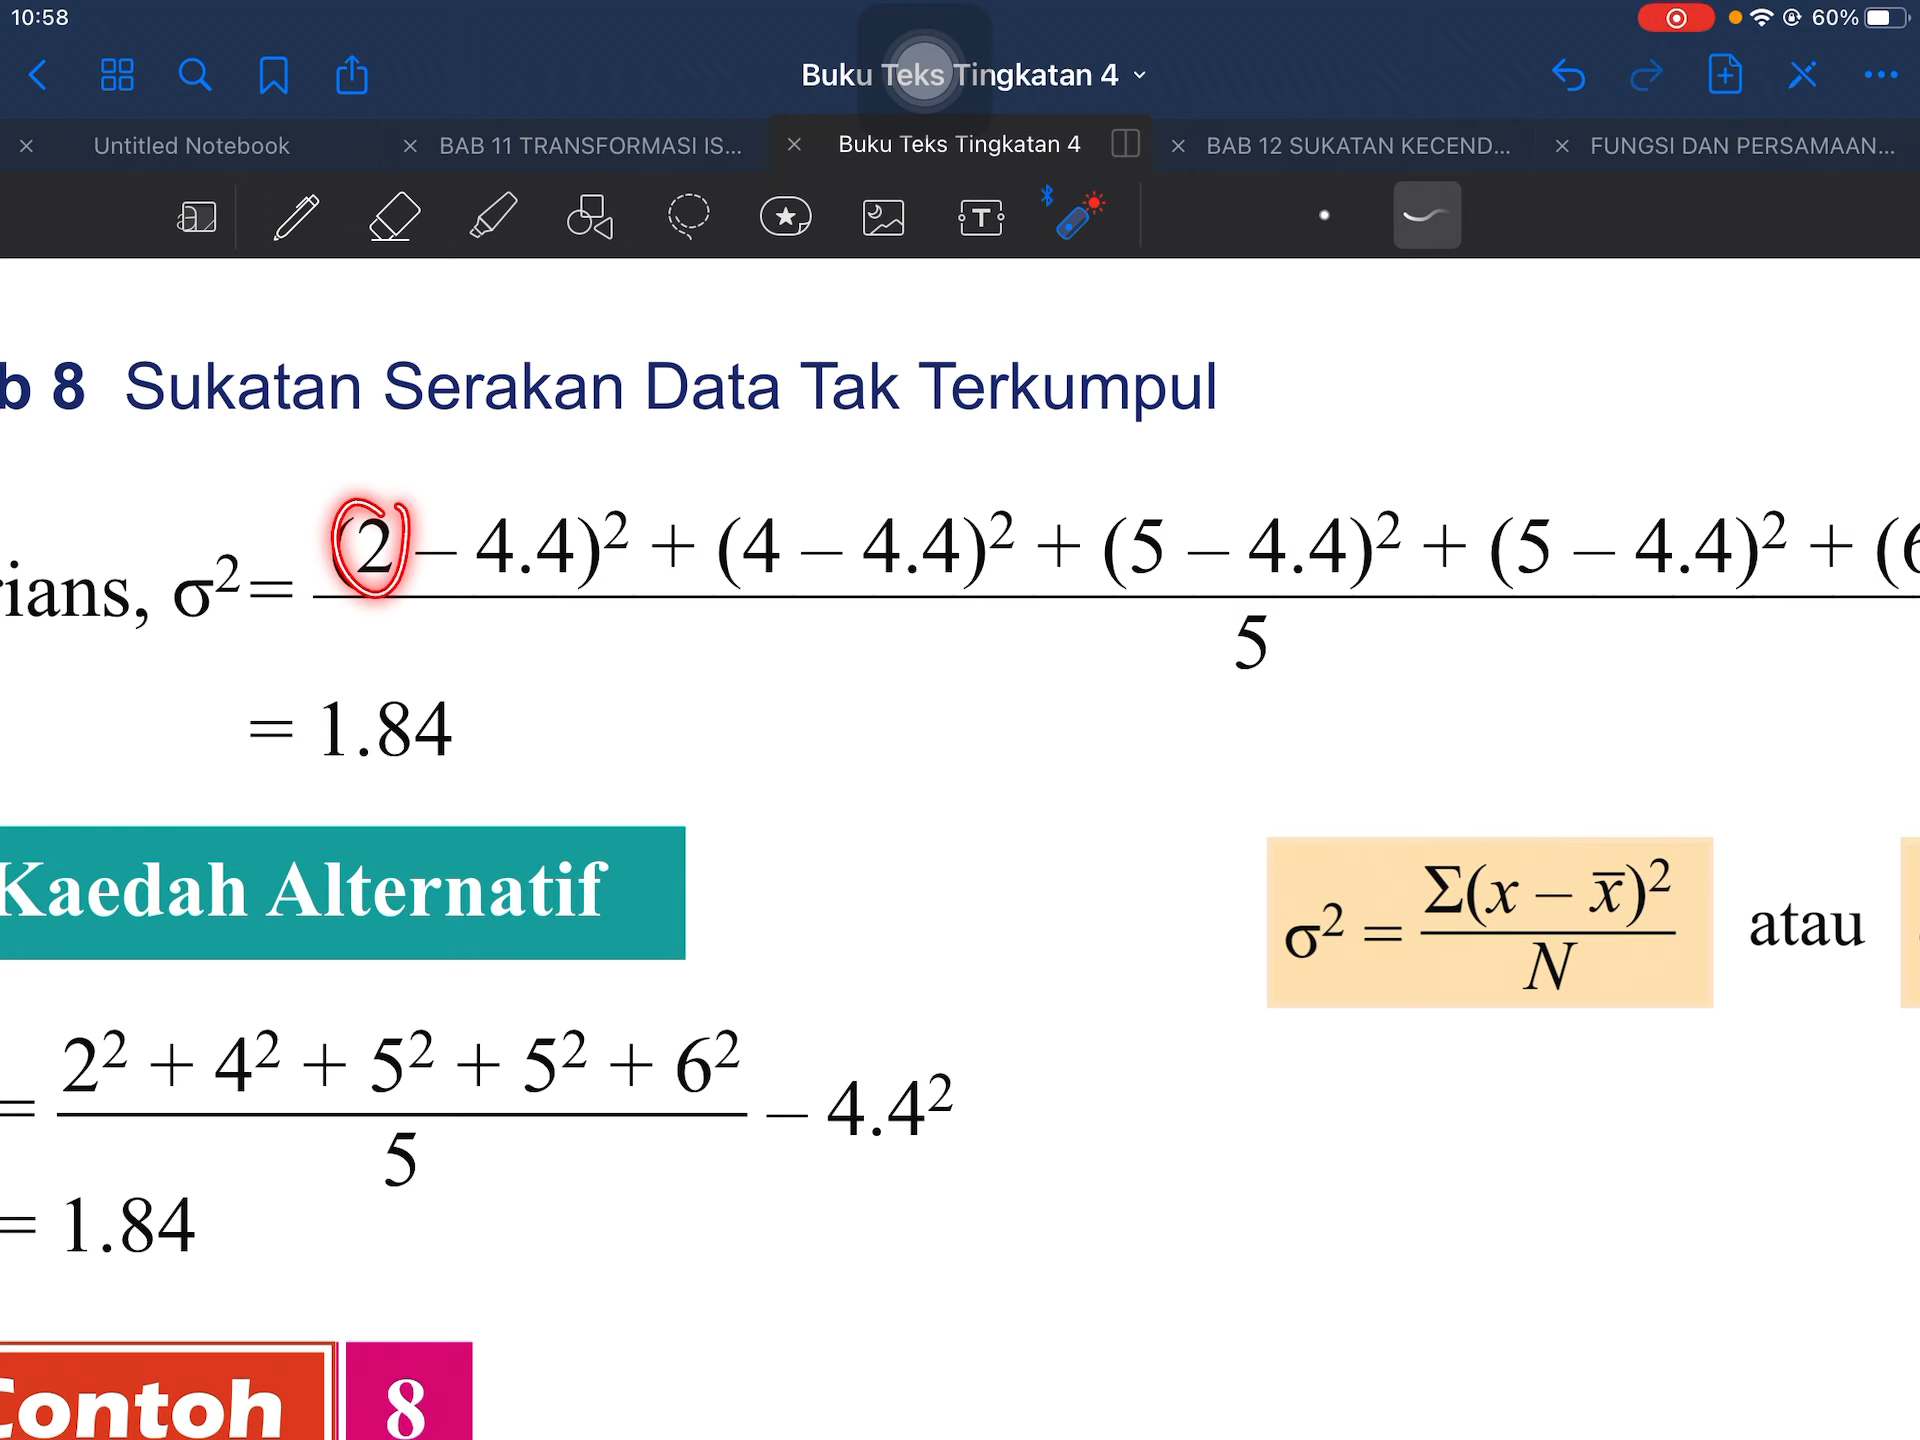 10:58
60%
Buku Teks Tingkatan 4
Untitled Notebook
BAB 11 TRANSFORMASI IS...
Buku Teks Tingkatan 4
BAB 12 SUKATAN KECEND...
FUNGSI DAN PERSAMAAN...
b 8 Sukatan Serakan Data Tak Terkumpul
rians, σ² = (2 – 4.4)² + (4 – 4.4)² + (5 – 4.4)² + (5 – 4.4)² + (6
5
= 1.84
Kaedah Alternatif
σ² = Σ(x – x̅)²
N
atau
= 2² + 4² + 5² + 5² + 6²
5
– 4.4²
= 1.84
Contoh 8